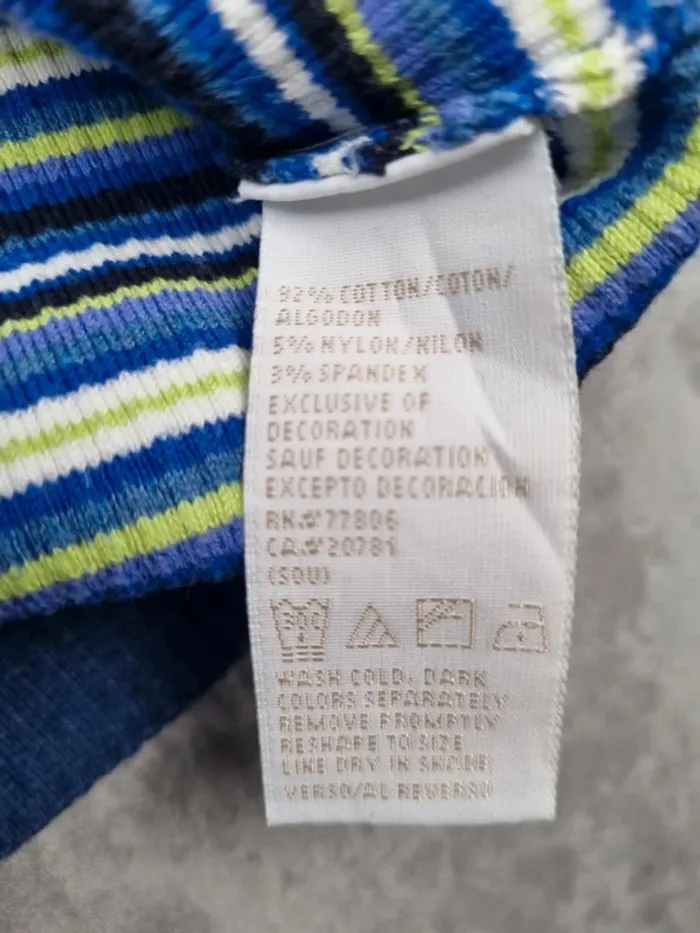 92% COTTON/COTON/
ALGODON
5% NYLON/NILON
3% SPANDEX
EXCLUSIVE OF
DECORATION
SAUF DECORATION
EXCEPTO DECORACION
RN# 77806
CA# 20781
(SOU)
30C
WASH COLD, DARK
COLORS SEPARATELY
REMOVE PROMPTLY
RESHAPE TO SIZE
LINE DRY IN SHADE
VERSO/AL REVERSO